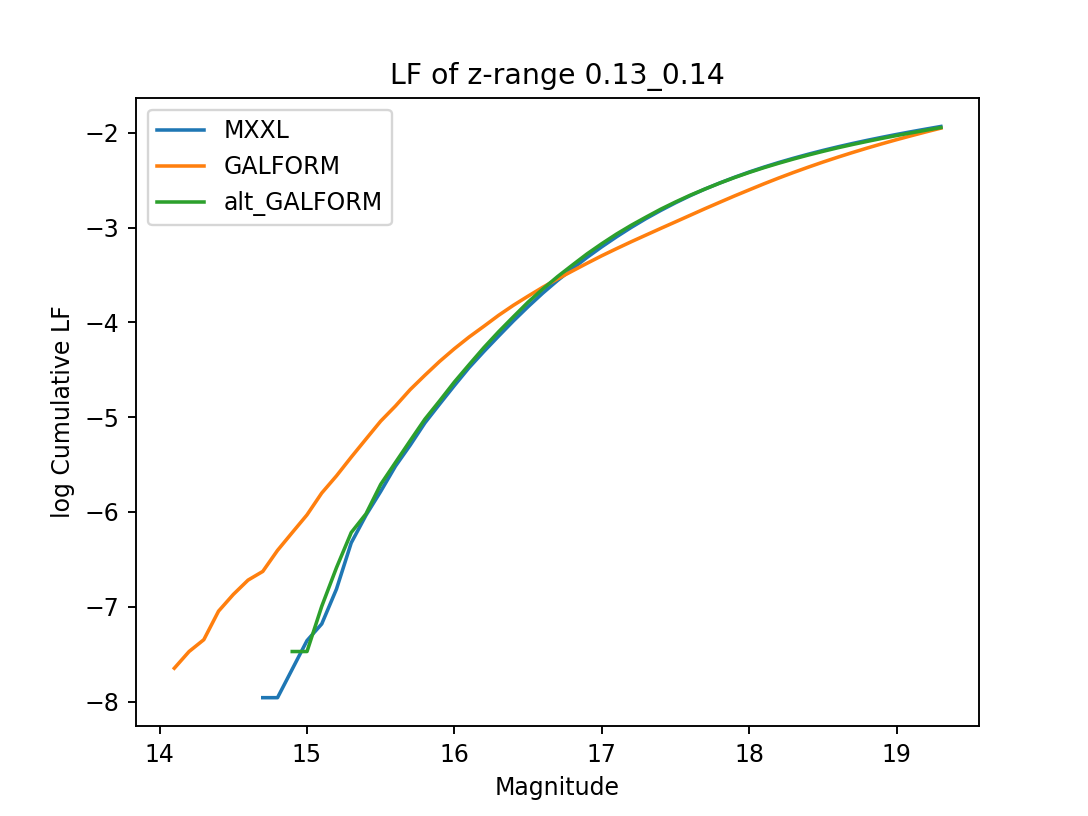 LF of z-range 0.13_0.14
MXXL
GALFORM
alt_GALFORM
log Cumulative LF
−2
−3
−4
−5
−6
−7
−8
14 15 16 17 18 19
Magnitude